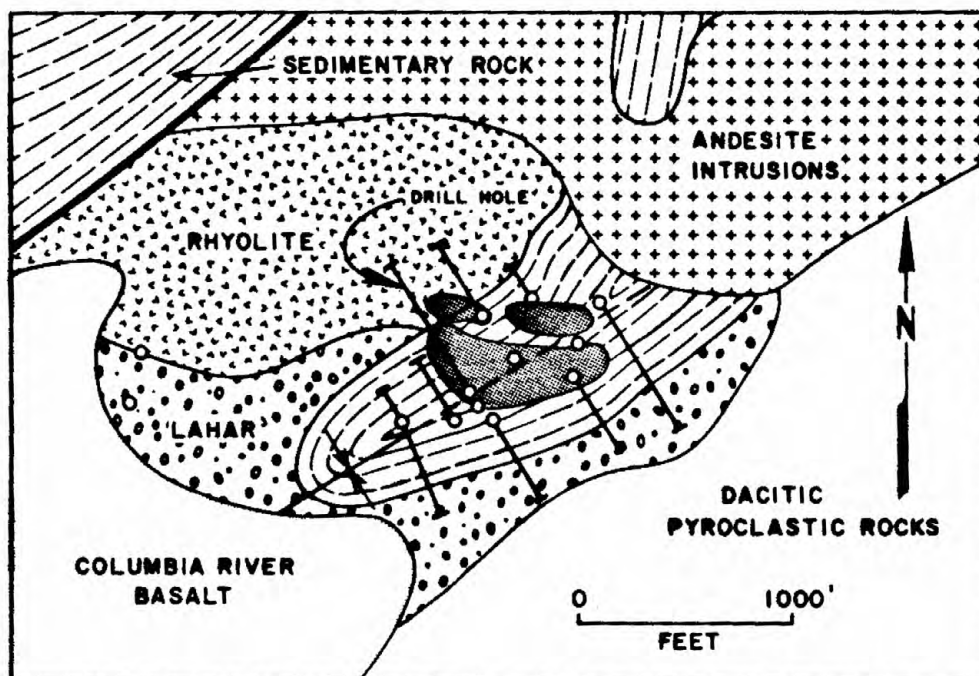 SEDIMENTARY ROCK
ANDESITE
INTRUSIONS
DRILL HOLE
RHYOLITE
N
LAHAR
DACITIC
PYROCLASTIC ROCKS
COLUMBIA RIVER
BASALT
0 1000'
FEET